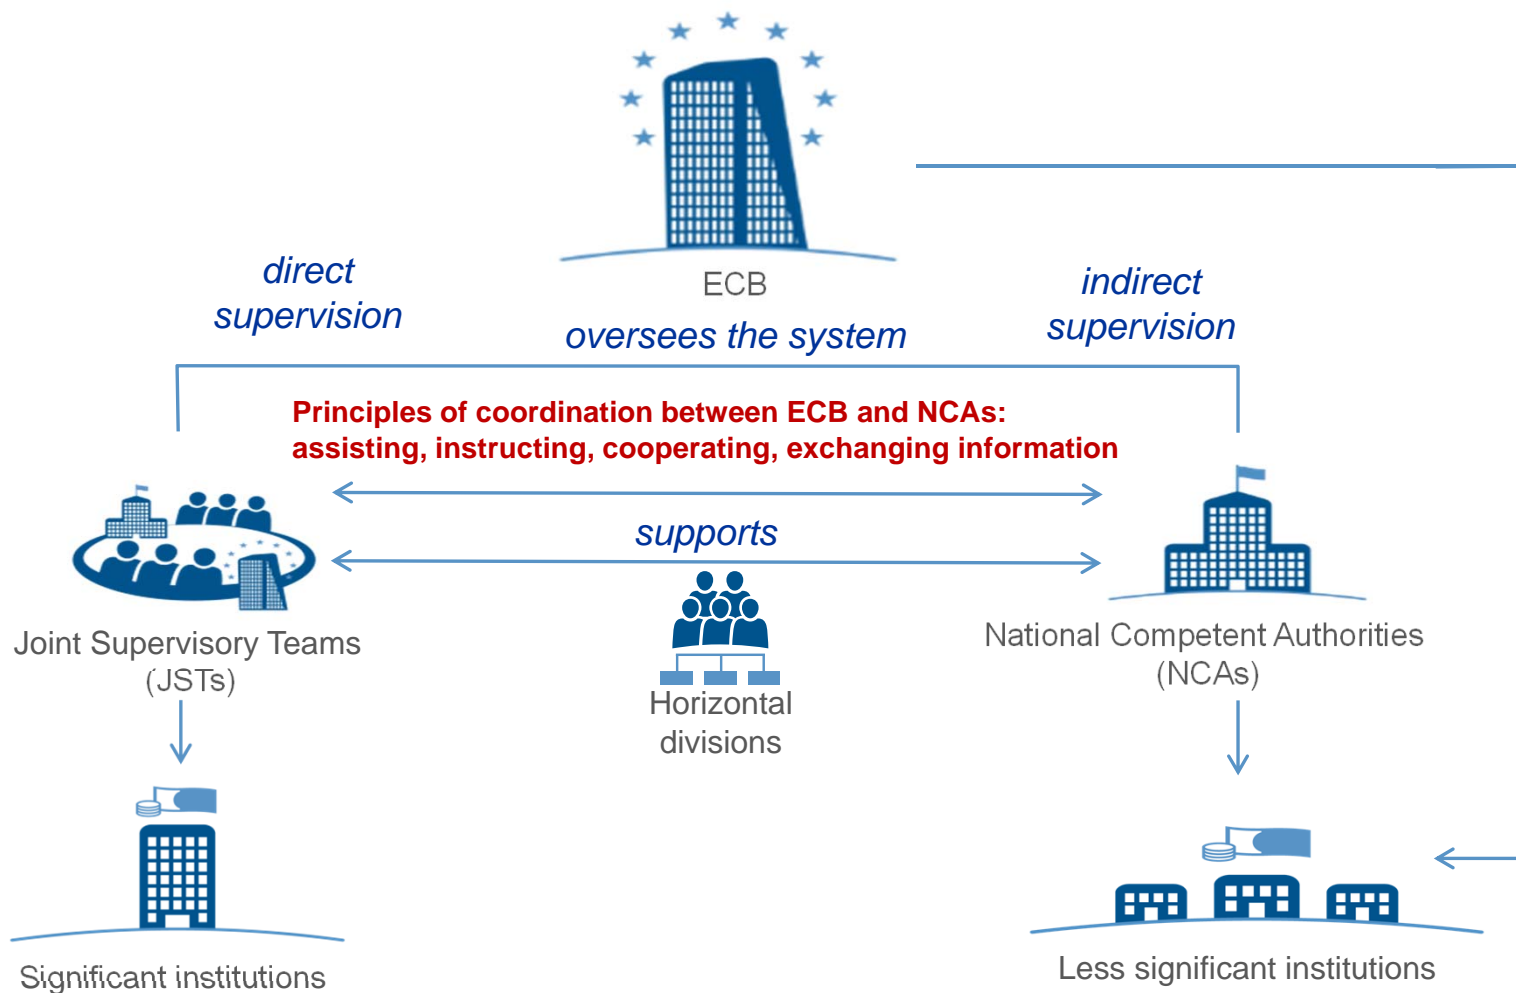 ECB
direct
supervision
indirect
supervision
oversees the system
Principles of coordination between ECB and NCAs:
assisting, instructing, cooperating, exchanging information
supports
Joint Supervisory Teams
(JSTs)
Horizontal
divisions
National Competent Authorities
(NCAs)
Significant institutions
Less significant institutions